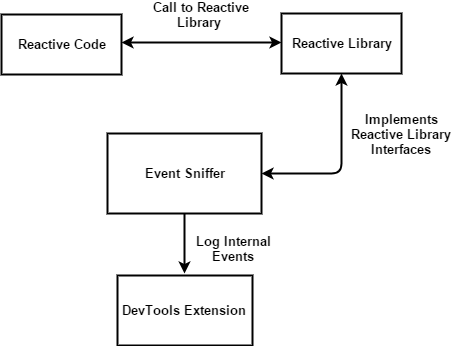 Call to Reactive
Library
Reactive Code
Reactive Library
Implements
Reactive Library
Interfaces
Event Sniffer
Log Internal
Events
DevTools Extension